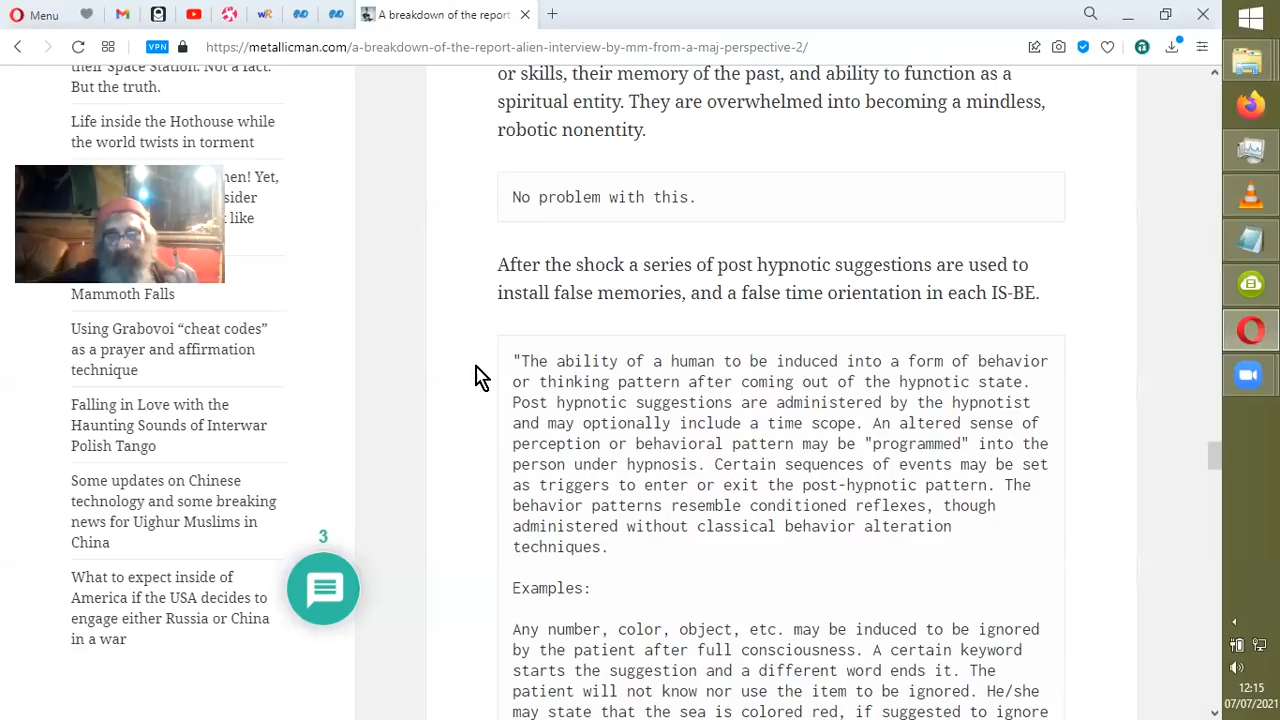 Menu
A breakdown of the report
VPN
https://metallicman.com/a-breakdown-of-the-report-alien-interview-by-mm-from-a-maj-perspective-2/
their Space Station. Not a fact.
But the truth.
Life inside the Hothouse while
the world twists in torment
men! Yet,
sider
like
Mammoth Falls
Using Grabovoi “cheat codes”
as a prayer and affirmation
technique
Falling in Love with the
Haunting Sounds of Interwar
Polish Tango
Some updates on Chinese
technology and some breaking
news for Uighur Muslims in
China
What to expect inside of
America if the USA decides to
engage either Russia or China
in a war
3
or skills, their memory of the past, and ability to function as a
spiritual entity. They are overwhelmed into becoming a mindless,
robotic nonentity.
No problem with this.
After the shock a series of post hypnotic suggestions are used to
install false memories, and a false time orientation in each IS-BE.
"The ability of a human to be induced into a form of behavior
or thinking pattern after coming out of the hypnotic state.
Post hypnotic suggestions are administered by the hypnotist
and may optionally include a time scope. An altered sense of
perception or behavioral pattern may be "programmed" into the
person under hypnosis. Certain sequences of events may be set
as triggers to enter or exit the post-hypnotic pattern. The
behavior patterns resemble conditioned reflexes, though
administered without classical behavior alteration
techniques.
Examples:
Any number, color, object, etc. may be induced to be ignored
by the patient after full consciousness. A certain keyword
starts the suggestion and a different word ends it. The
patient will not know nor use the item to be ignored. He/she
may state that the sea is colored red, if suggested to ignore
12:15
07/07/2021